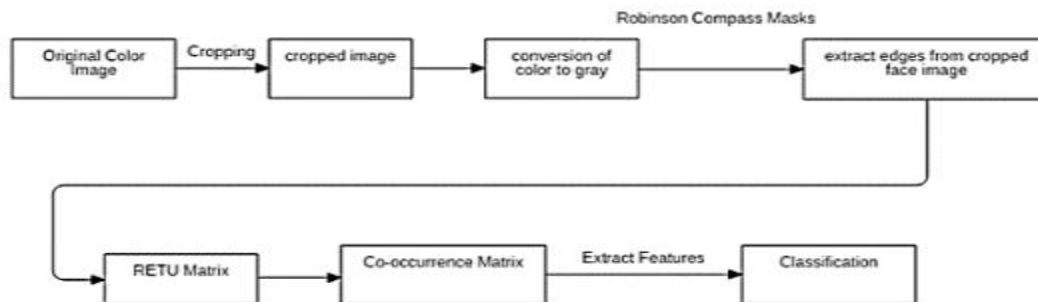 Robinson Compass Masks
Original Color
Image
Cropping
cropped image
conversion of
color to gray
extract edges from cropped
face image
RETU Matrix
Co-occurrence Matrix
Extract Features
Classification